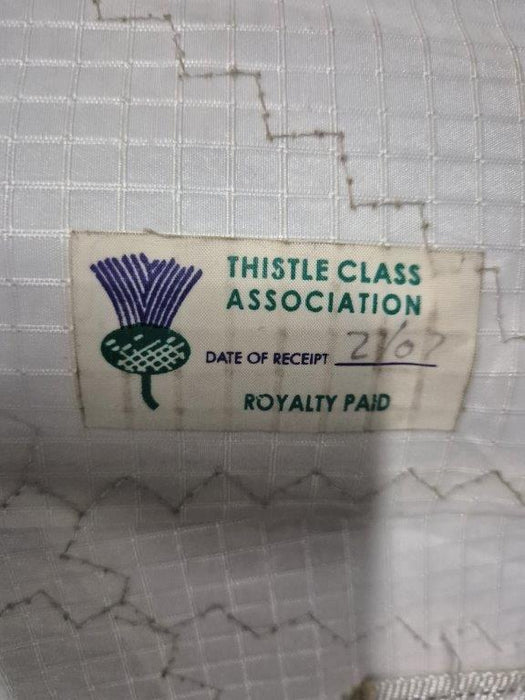 THISTLE CLASS
ASSOCIATION
DATE OF RECEIPT 2/07
ROYALTY PAID